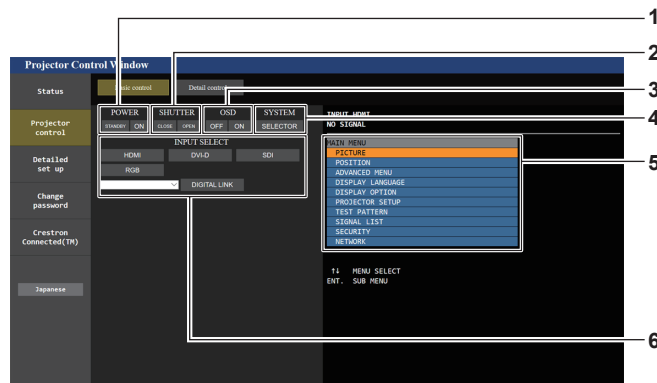 1
2
Projector Control Window
3
Status
Basic control
Detail control
POWER
SHUTTER
OSD
SYSTEM
4
STANDBY
ON
CLOSE
OPEN
OFF
ON
SELECTOR
INPUT HDMI
NO SIGNAL
Projector
control
INPUT SELECT
HDMI
DVI-D
SDI
RGB
DIGITAL LINK
MAIN MENU
PICTURE
POSITION
ADVANCED MENU
DISPLAY LANGUAGE
DISPLAY OPTION
PROJECTOR SETUP
TEST PATTERN
SIGNAL LIST
SECURITY
NETWORK
5
Detailed
set up
Change
password
Crestron
Connected(TM)
↑↓ MENU SELECT
ENT. SUB MENU
Japanese
6